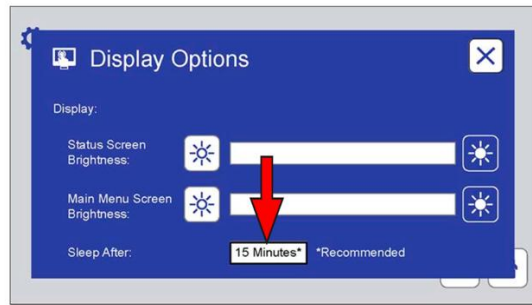 Display Options
Display:
Status Screen
Brightness:
Main Menu Screen
Brightness:
Sleep After:
15 Minutes*
*Recommended